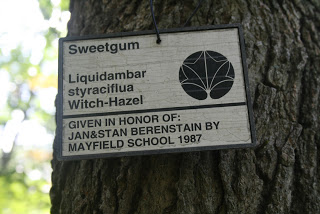 Sweetgum
Liquidambar
styraciflua
Witch-Hazel
GIVEN IN HONOR OF:
JAN&STAN BERENSTAIN BY
MAYFIELD SCHOOL 1987